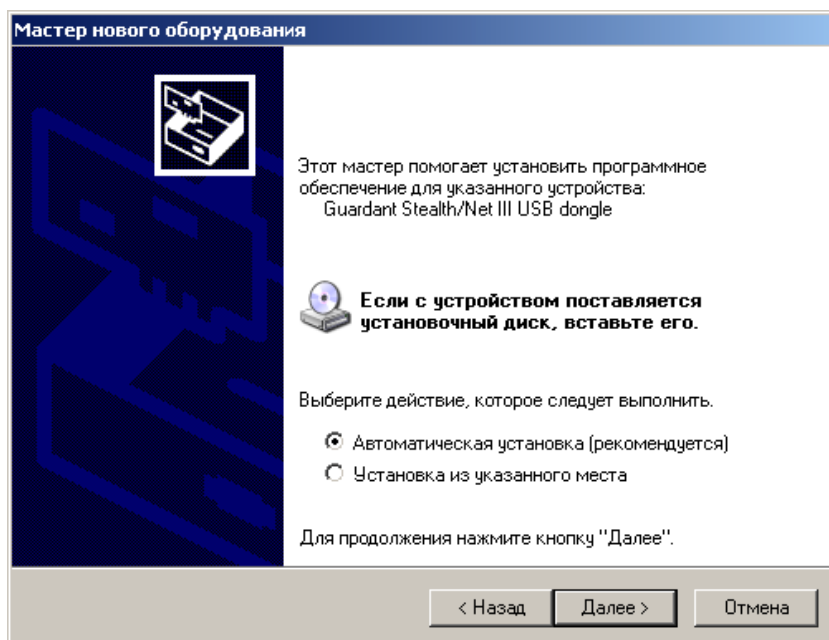 Мастер нового оборудования
Этот мастер помогает установить программное
обеспечение для указанного устройства:
Guardant Stealth/Net III USB dongle
Если с устройством поставляется
установочный диск, вставьте его.
Выберите действие, которое следует выполнить.
Автоматическая установка (рекомендуется)
Установка из указанного места
Для продолжения нажмите кнопку "Далее".
< Назад Далее > Отмена